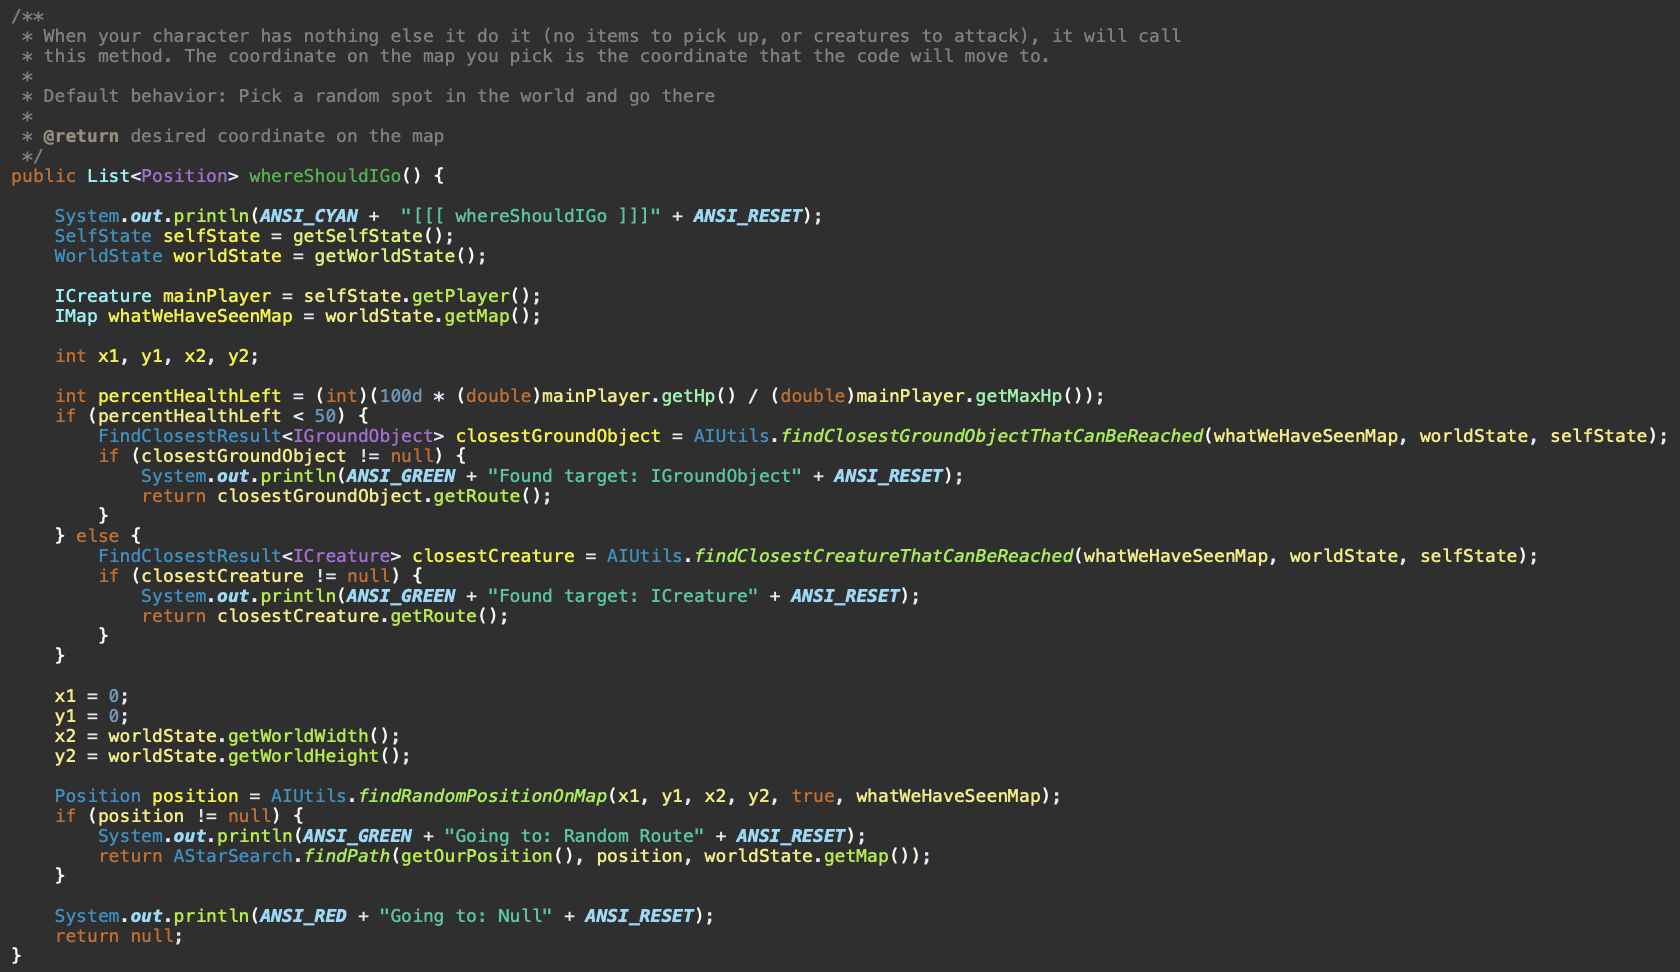 /**
 * When your character has nothing else it do it (no items to pick up, or creatures to attack), it will call
 * this method. The coordinate on the map you pick is the coordinate that the code will move to.
 *
 * Default behavior: Pick a random spot in the world and go there
 *
 * @return desired coordinate on the map
 */
public List<Position> whereShouldIGo() {

    System.out.println(ANSI_CYAN +  "[[[ whereShouldIGo ]]]" + ANSI_RESET);
    SelfState selfState = getSelfState();
    WorldState worldState = getWorldState();

    ICreature mainPlayer = selfState.getPlayer();
    IMap whatWeHaveSeenMap = worldState.getMap();

    int x1, y1, x2, y2;

    int percentHealthLeft = (int)(100d * (double)mainPlayer.getHp() / (double)mainPlayer.getMaxHp());
    if (percentHealthLeft < 50) {
        FindClosestResult<IGroundObject> closestGroundObject = AIUtils.findClosestGroundObjectThatCanBeReached(whatWeHaveSeenMap, worldState, selfState);
        if (closestGroundObject != null) {
            System.out.println(ANSI_GREEN + "Found target: IGroundObject" + ANSI_RESET);
            return closestGroundObject.getRoute();
        }
    } else {
        FindClosestResult<ICreature> closestCreature = AIUtils.findClosestCreatureThatCanBeReached(whatWeHaveSeenMap, worldState, selfState);
        if (closestCreature != null) {
            System.out.println(ANSI_GREEN + "Found target: ICreature" + ANSI_RESET);
            return closestCreature.getRoute();
        }
    }

    x1 = 0;
    y1 = 0;
    x2 = worldState.getWorldWidth();
    y2 = worldState.getWorldHeight();

    Position position = AIUtils.findRandomPositionOnMap(x1, y1, x2, y2, true, whatWeHaveSeenMap);
    if (position != null) {
        System.out.println(ANSI_GREEN + "Going to: Random Route" + ANSI_RESET);
        return AStarSearch.findPath(getOurPosition(), position, worldState.getMap());
    }

    System.out.println(ANSI_RED + "Going to: Null" + ANSI_RESET);
    return null;
}